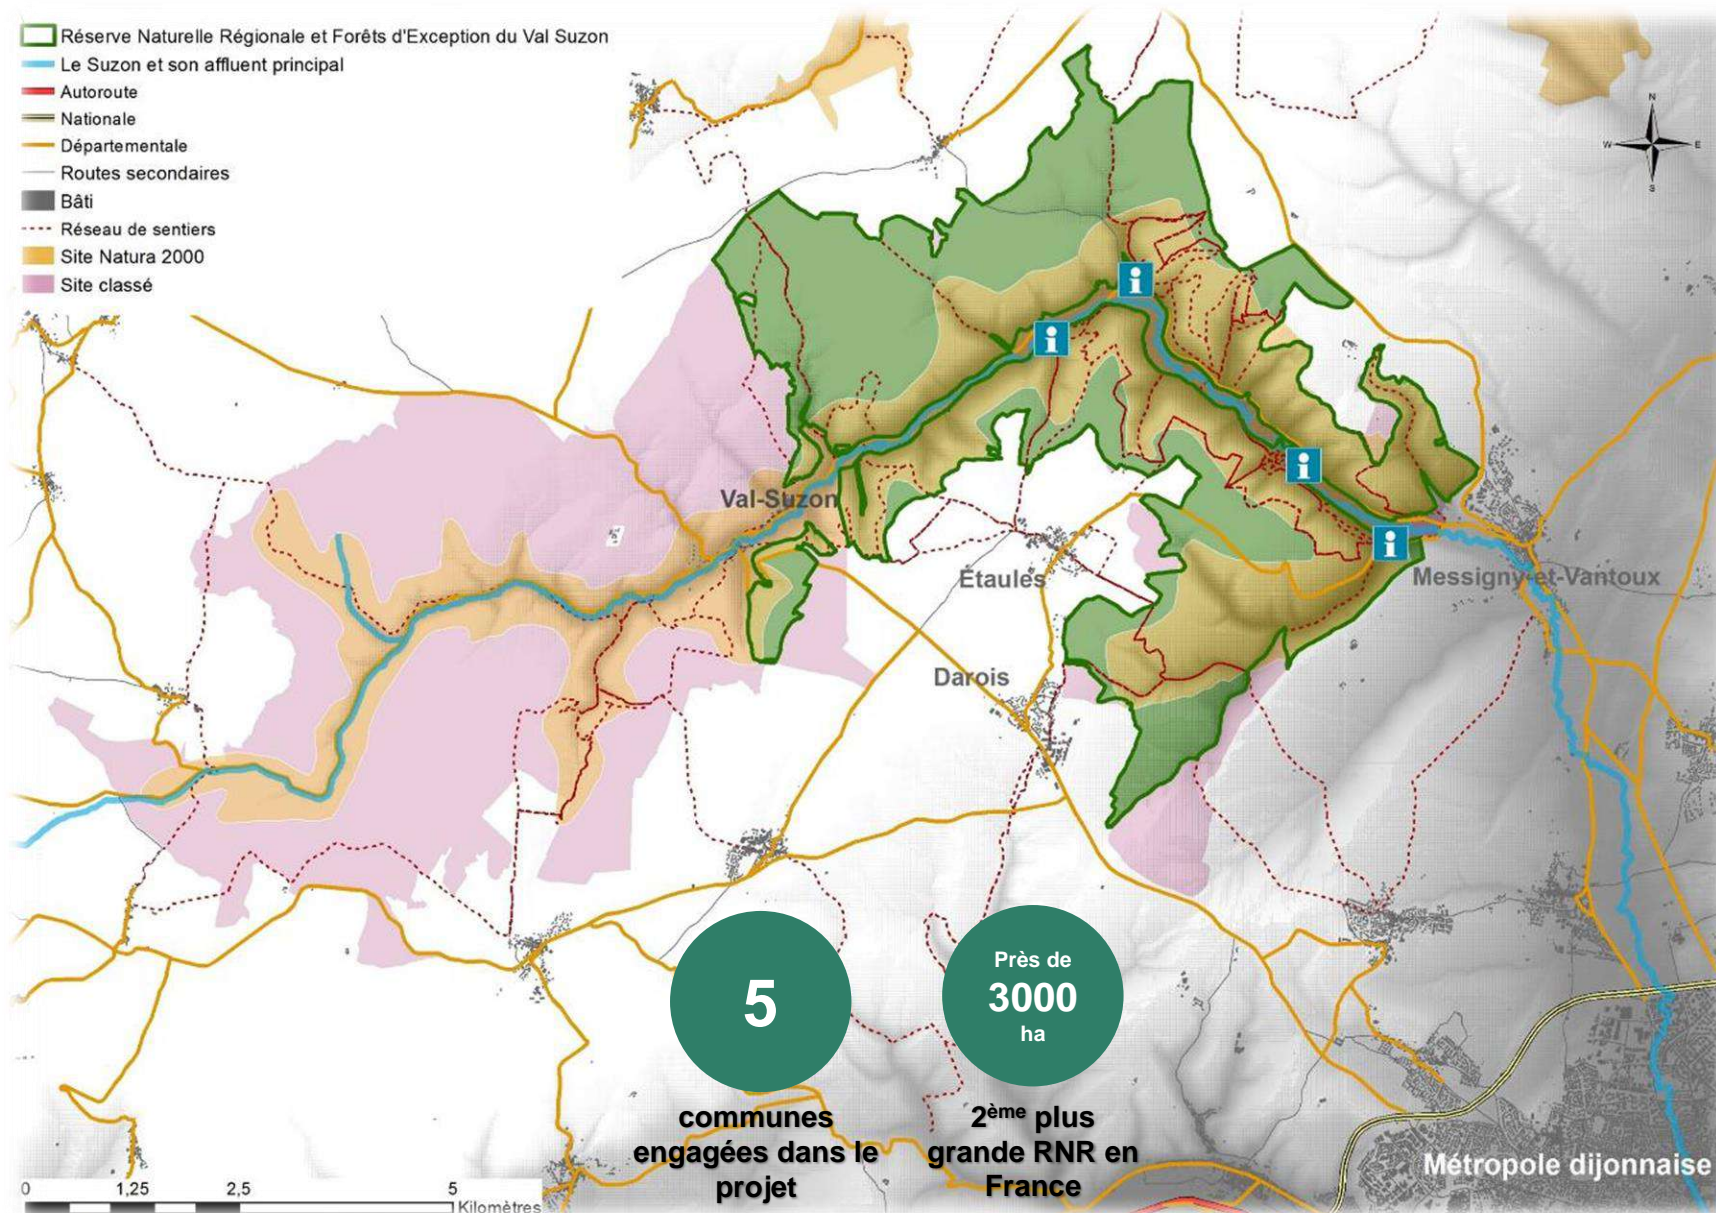 Réserve Naturelle Régionale et Forêts d'Exception du Val Suzon
Le Suzon et son affluent principal
Autoroute
Nationale
Départementale
Routes secondaires
Bâti
Réseau de sentiers
Site Natura 2000
Site classé
N
W
E
S
i
i
i
i
Val-Suzon
Étaules
Messigny-et-Vantoux
Darois
5
communes
engagées dans le
projet
Près de
3000
ha
2ème plus
grande RNR en
France
Métropole dijonnaise
0 1,25 2,5 5
Kilomètres